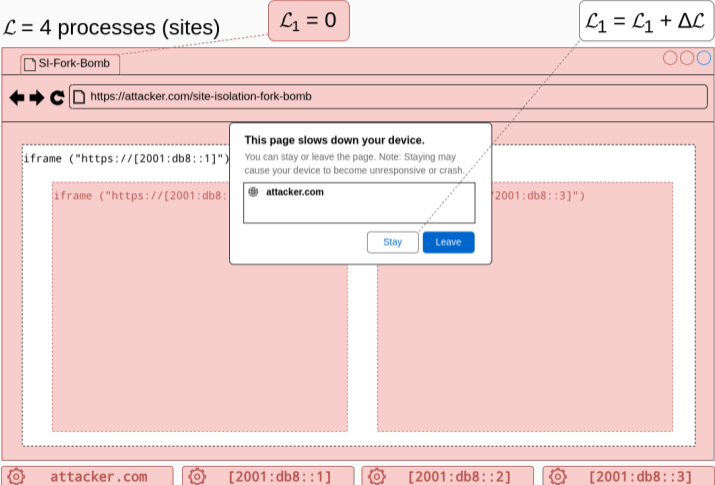 ℒ = 4 processes (sites)
ℒ₁ = 0
ℒ₁ = ℒ₁ + Δℒ
SI-Fork-Bomb
https://attacker.com/site-isolation-fork-bomb
This page slows down your device.
You can stay or leave the page. Note: Staying may
cause your device to become unresponsive or crash.
attacker.com
Stay
Leave
iframe ("https://[2001:db8::1]")
iframe ("https://[2001:db8:
2001:db8::3]")
attacker.com
[2001:db8::1]
[2001:db8::2]
[2001:db8::3]